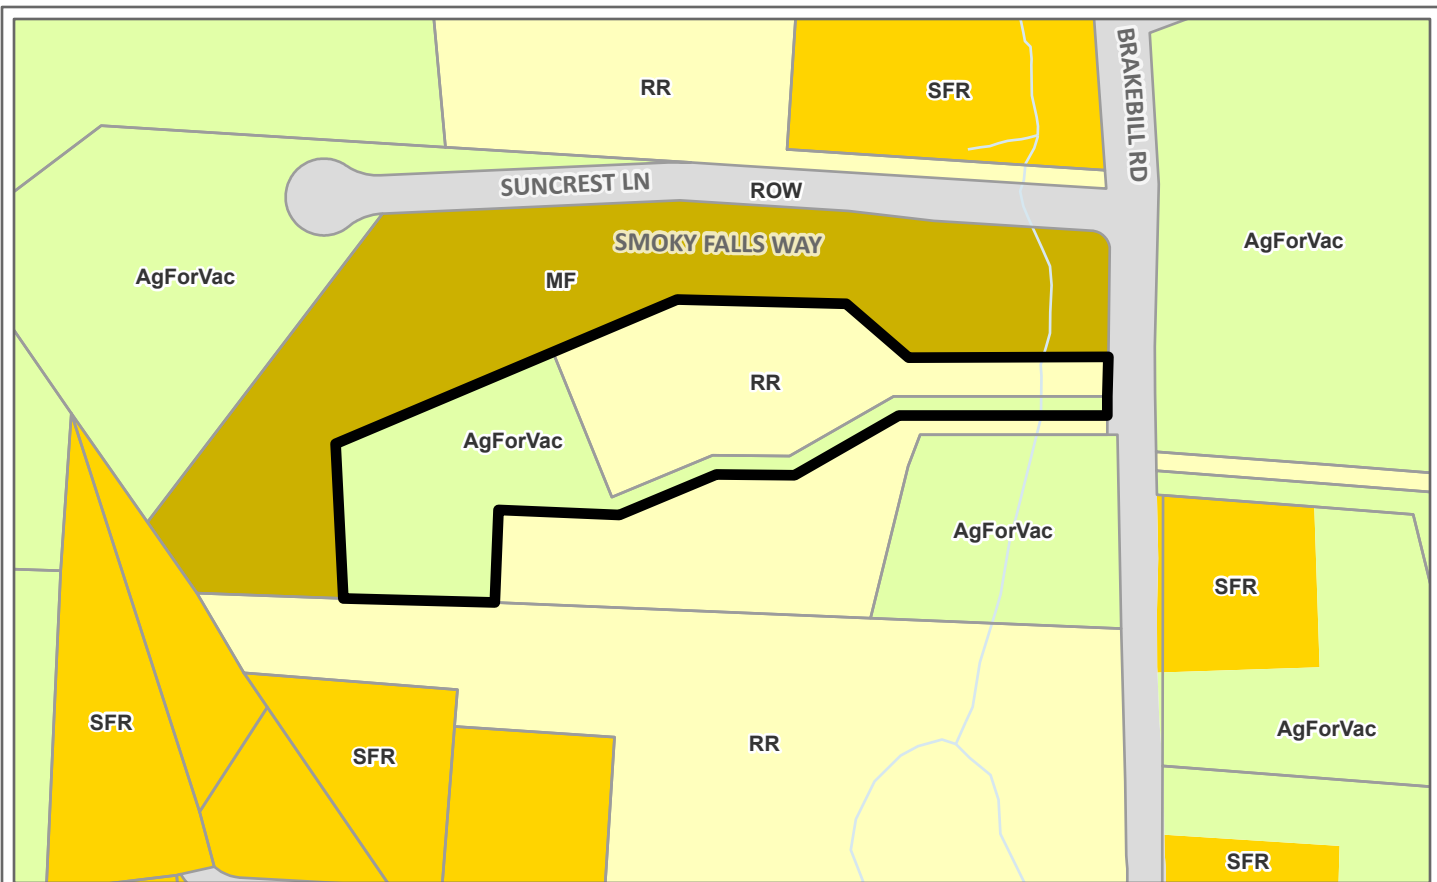 RR
SFR
BRAKEBILL RD
SUNCREST LN
ROW
SMOKY FALLS WAY
AgForVac
AgForVac
MF
RR
AgForVac
AgForVac
SFR
SFR
AgForVac
RR
SFR
SFR